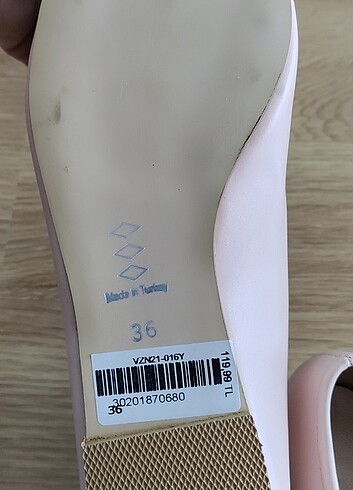 Made in Turkey
36
VZN21-016Y
119.99 TL
30201870680
36